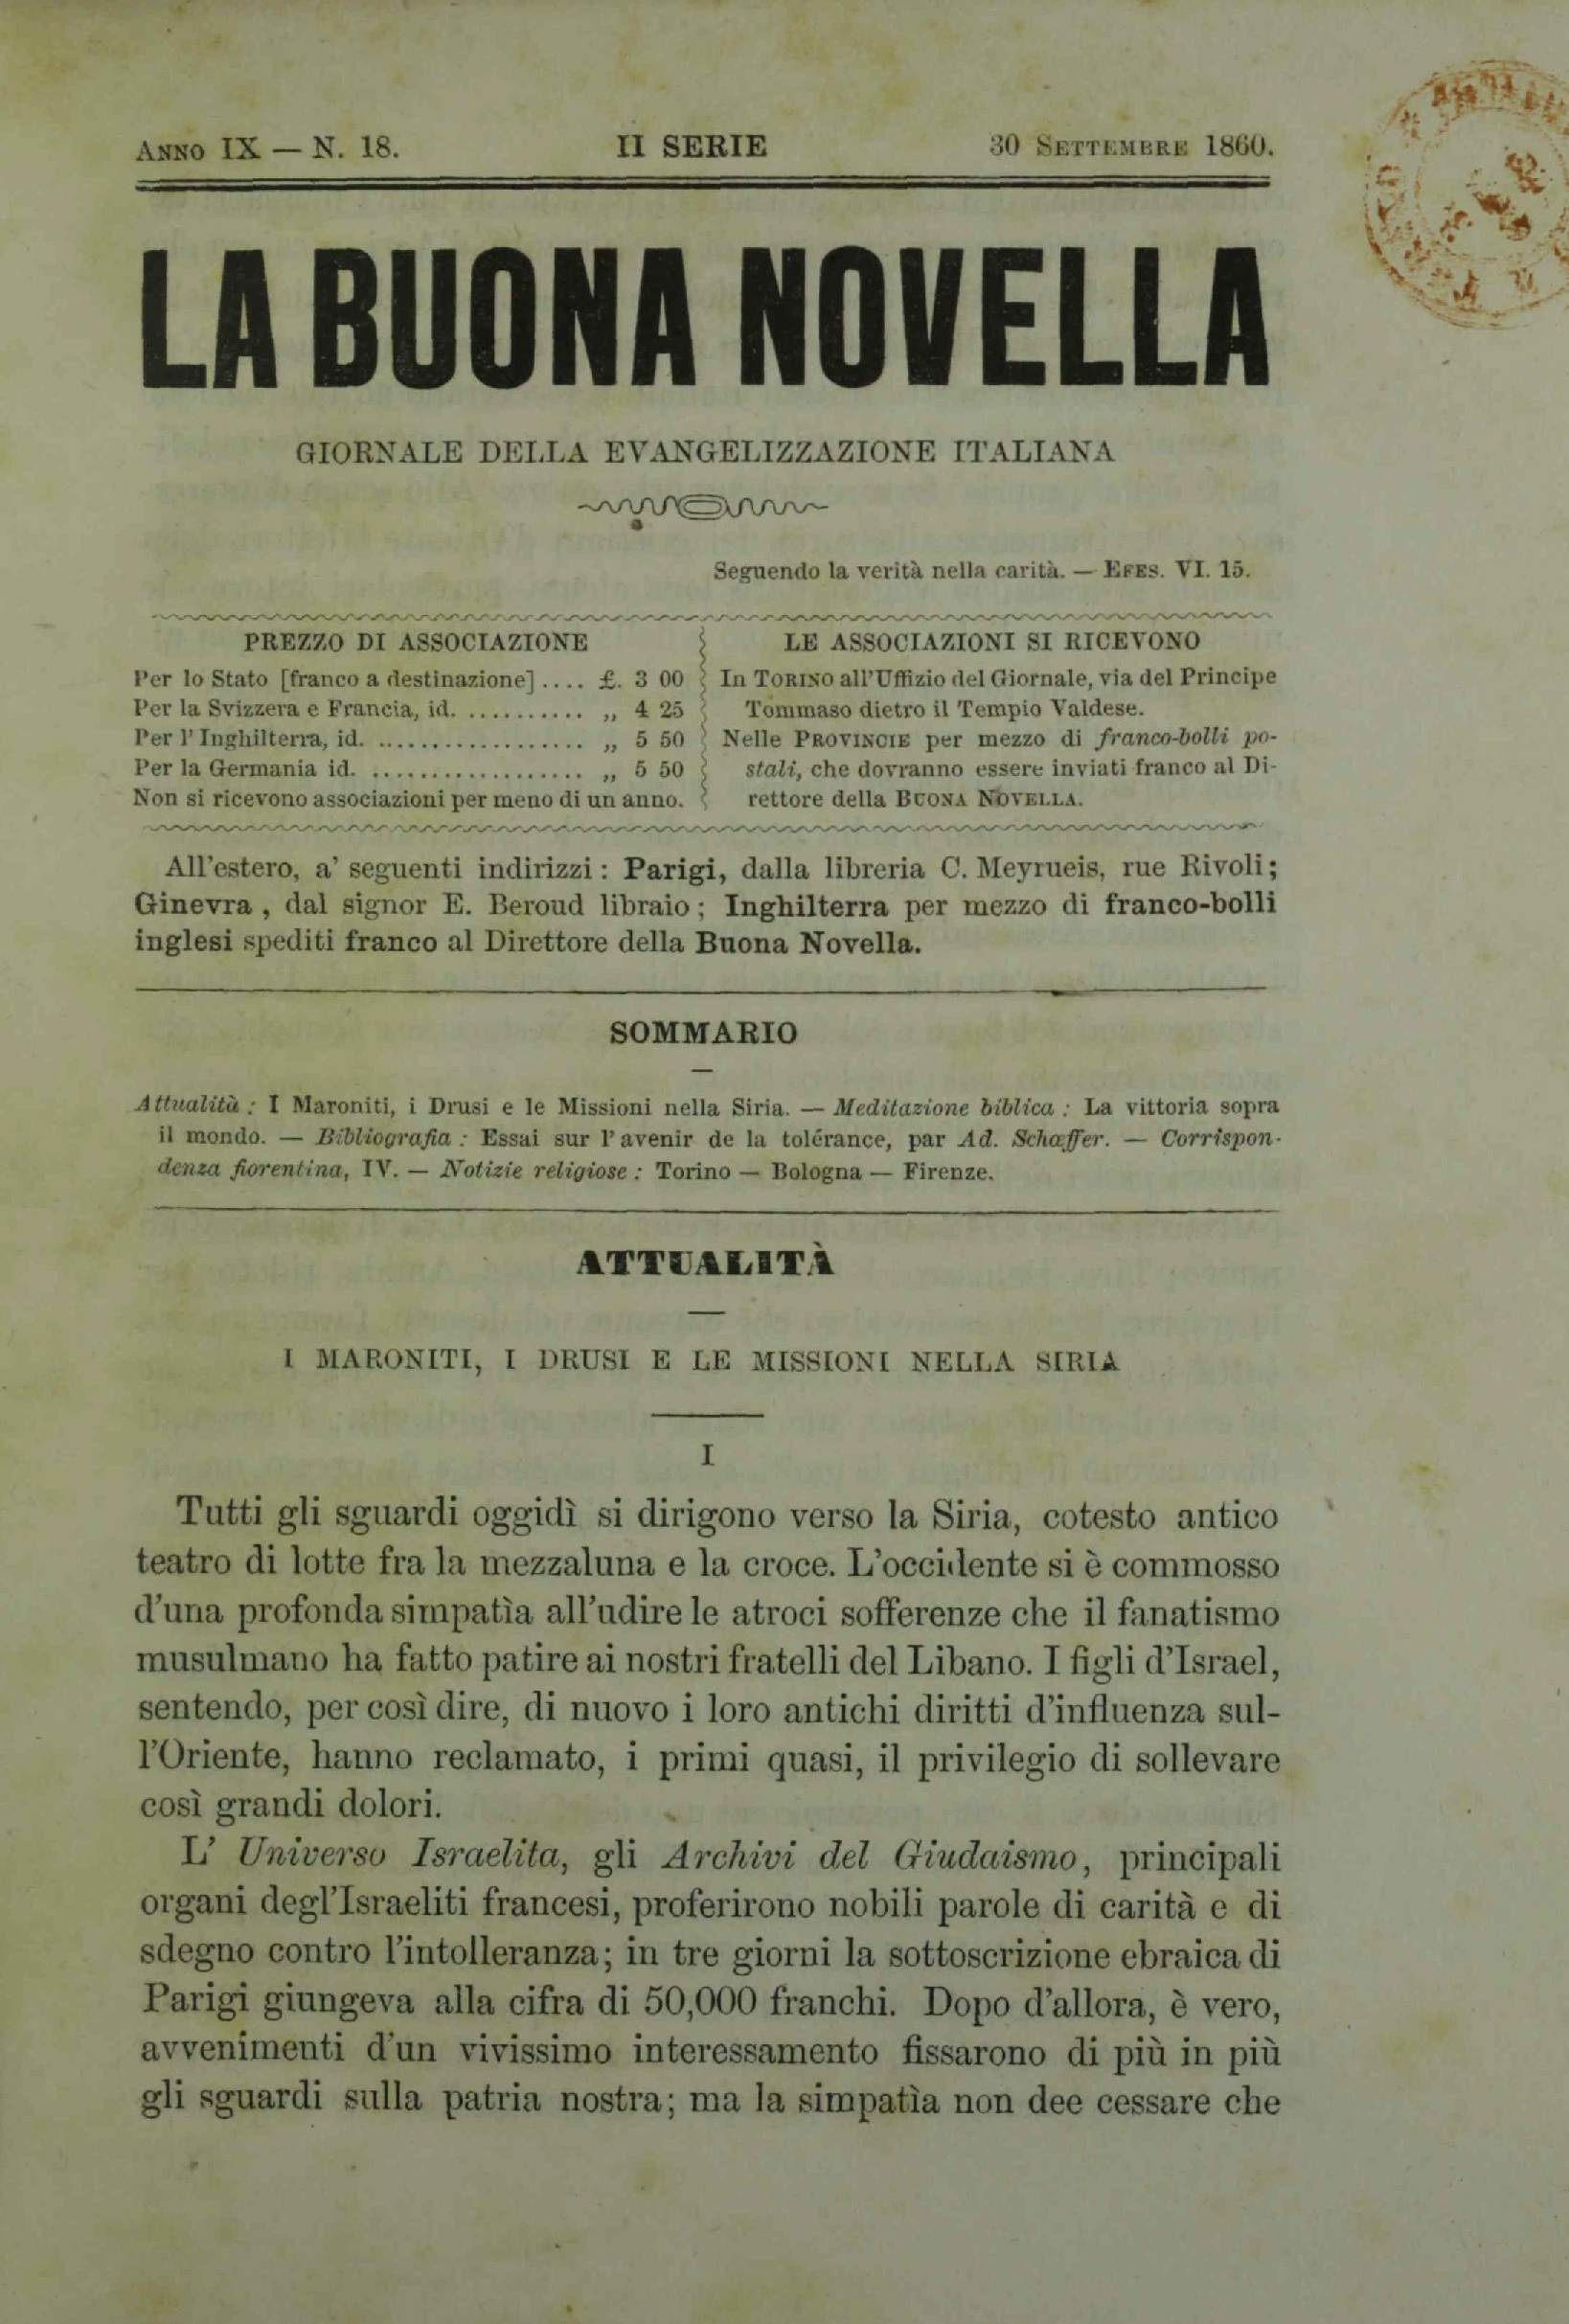 ANNO IX — N. 18. II SERIE 30 SETTEMBRE 1860.
LA BUONA NOVELLA
GIORNALE DELLA EVANGELIZZAZIONE ITALIANA
Seguendo la verità nella carità. — EFES. VI. 15.
PREZZO DI ASSOCIAZIONE
Per lo Stato [franco a destinazione] .... £. 3 00
Per la Svizzera e Francia, id. ........... „ 4 25
Per l'Inghilterra, id. .................. „ 5 50
Per la Germania id. .................. „ 5 50
Non si ricevono associazioni per meno di un anno.
LE ASSOCIAZIONI SI RICEVONO
In TORINO all'Uffizio del Giornale, via del Principe
Tommaso dietro il Tempio Valdese.
Nelle PROVINCIE per mezzo di franco-bolli po-
stali, che dovranno essere inviati franco al Di-
rettore della BUONA NOVELLA.
All'estero, a' seguenti indirizzi : Parigi, dalla libreria C. Meyrueis, rue Rivoli;
Ginevra, dal signor E. Beroud libraio ; Inghilterra per mezzo di franco-bolli
inglesi spediti franco al Direttore della Buona Novella.
SOMMARIO
Attualità : I Maroniti, i Drusi e le Missioni nella Siria. — Meditazione biblica : La vittoria sopra
il mondo. — Bibliografia : Essai sur l'avenir de la tolérance, par Ad. Schæffer. — Corrispon-
denza fiorentina, IV. — Notizie religiose : Torino — Bologna — Firenze.
ATTUALITÀ
I MARONITI, I DRUSI E LE MISSIONI NELLA SIRIA
I
Tutti gli sguardi oggidì si dirigono verso la Siria, cotesto antico
teatro di lotte fra la mezzaluna e la croce. L'occidente si è commosso
d'una profonda simpatìa all'udire le atroci sofferenze che il fanatismo
musulmano ha fatto patire ai nostri fratelli del Libano. I figli d'Israel,
sentendo, per così dire, di nuovo i loro antichi diritti d'influenza sul-
l'Oriente, hanno reclamato, i primi quasi, il privilegio di sollevare
così grandi dolori.
L' Universo Israelita, gli Archivi del Giudaismo, principali
organi degl'Israeliti francesi, proferirono nobili parole di carità e di
sdegno contro l'intolleranza; in tre giorni la sottoscrizione ebraica di
Parigi giungeva alla cifra di 50,000 franchi. Dopo d'allora, è vero,
avvenimenti d'un vivissimo interessamento fissarono di più in più
gli sguardi sulla patria nostra; ma la simpatìa non dee cessare che